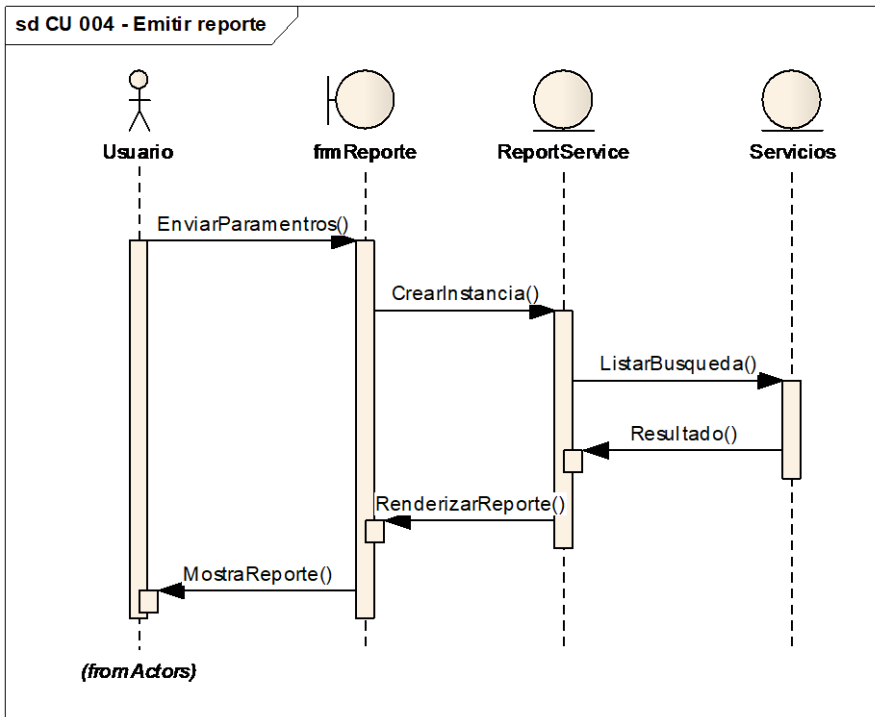 sd CU 004 - Emitir reporte
Usuario
frmReporte
ReportService
Servicios
EnviarParamentros()
CrearInstancia()
ListarBusqueda()
Resultado()
RenderizarReporte()
MostraReporte()
(from Actors)